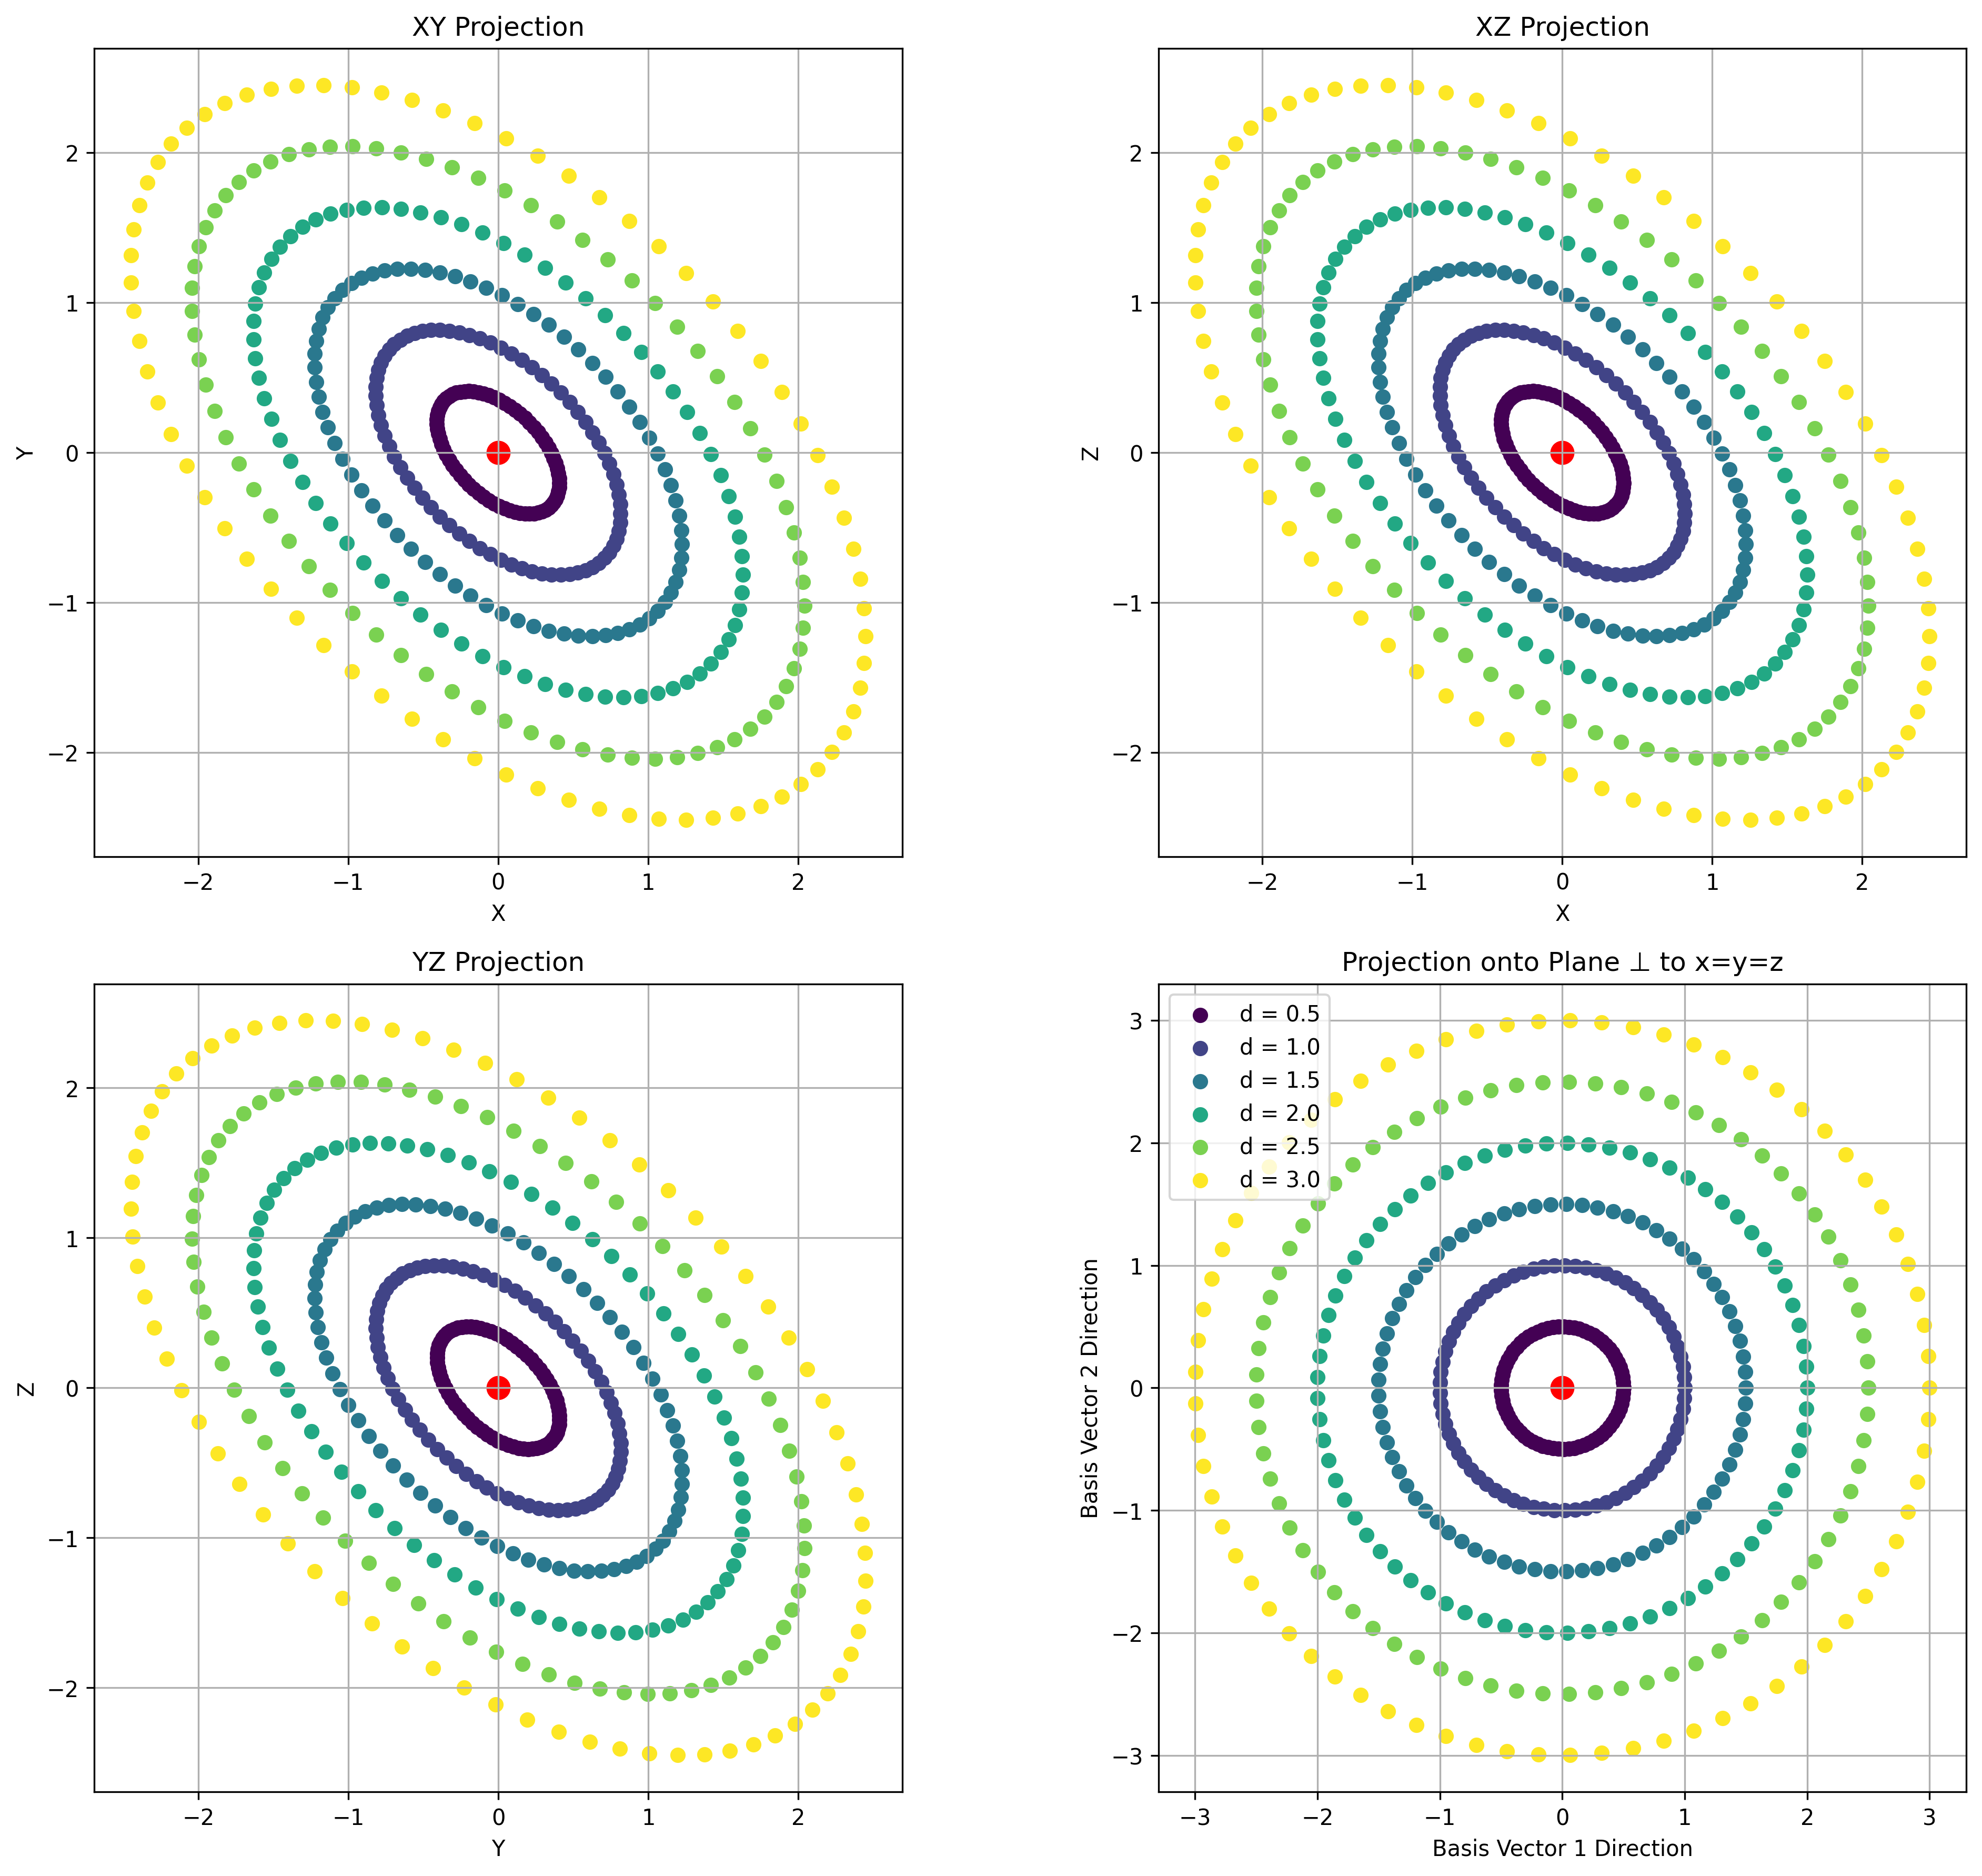 XY Projection
2
1
0
−1
−2
Y
−2 −1 0 1 2
X
XZ Projection
2
1
0
−1
−2
Z
−2 −1 0 1 2
X
YZ Projection
2
1
0
−1
−2
Z
−2 −1 0 1 2
Y
Projection onto Plane ⊥ to x=y=z
d = 0.5
d = 1.0
d = 1.5
d = 2.0
d = 2.5
d = 3.0
3
2
1
0
−1
−2
−3
Basis Vector 2 Direction
−3 −2 −1 0 1 2 3
Basis Vector 1 Direction